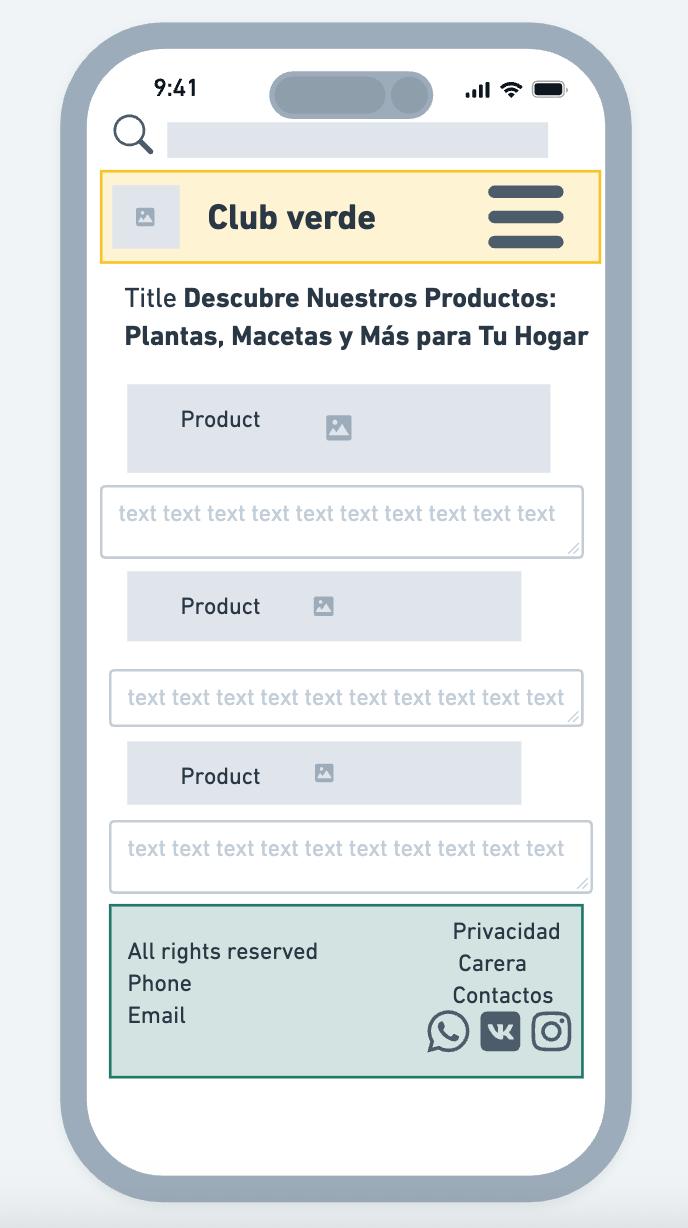 9:41
Club verde
Title Descubre Nuestros Productos:
Plantas, Macetas y Más para Tu Hogar
Product
text text text text text text text text text text
Product
text text text text text text text text text text
Product
text text text text text text text text text text
All rights reserved
Phone
Email
Privacidad
Carera
Contactos